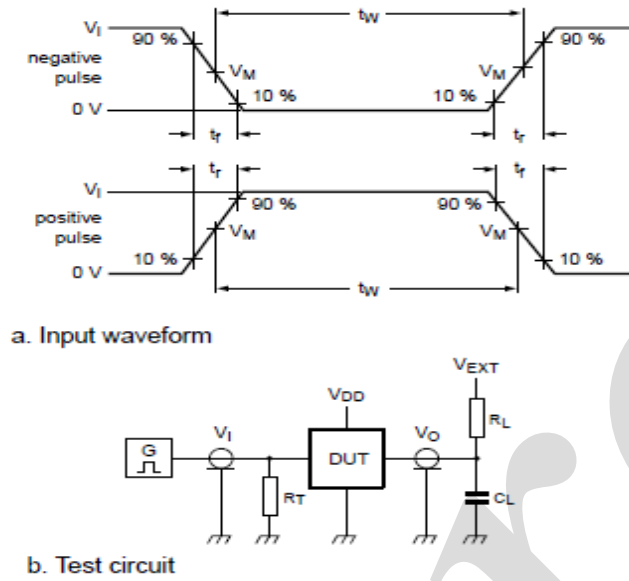 tW
VI
90 %
90 %
negative
pulse
VM
VM
10 %
10 %
0 V
tf
tr
tr
tf
VI
90 %
90 %
positive
pulse
VM
VM
10 %
10 %
0 V
tW
a. Input waveform
VEXT
VDD
RL
VI
VO
G
DUT
RT
CL
b. Test circuit